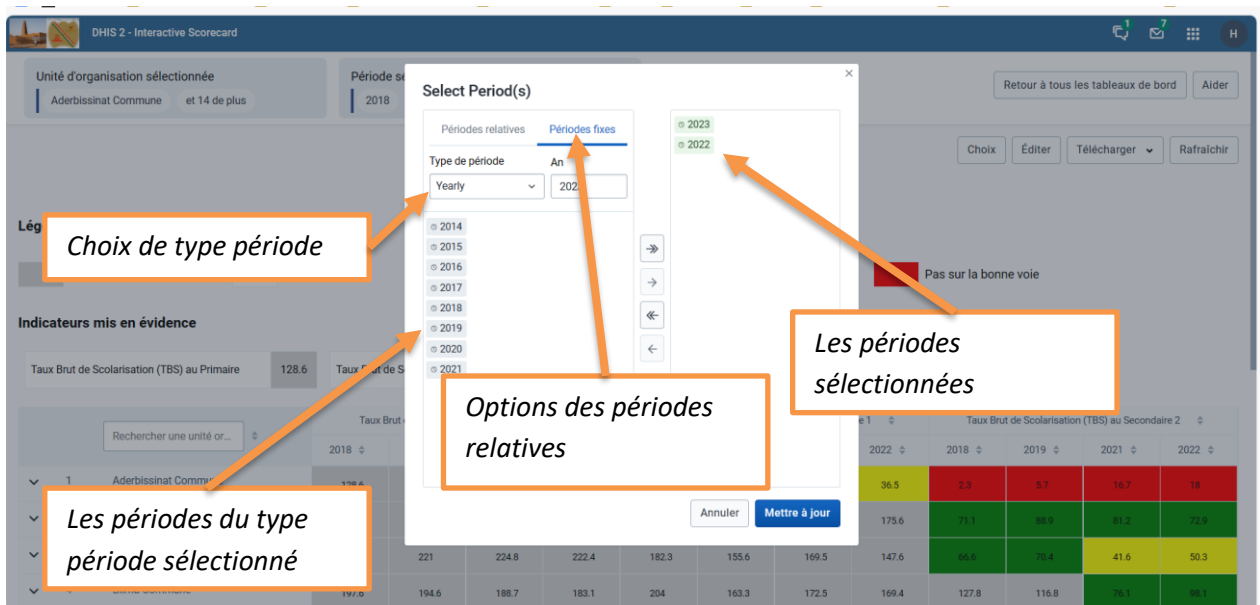 DHIS 2 - Interactive Scorecard
1
7
H
Unité d'organisation sélectionnée
Aderbissinat Commune et 14 de plus
Période sé
2018
Retour à tous les tableaux de bord
Aider
Select Period(s)
×
Périodes relatives
Périodes fixes
Type de période
An
Yearly
202
2014
2015
2016
2017
2018
2019
2020
2021
2023
2022
Annuler
Mettre à jour
Choix
Éditer
Télécharger
Rafraîchir
Lég
Pas sur la bonne voie
Indicateurs mis en évidence
Taux Brut de Scolarisation (TBS) au Primaire 128.6
Choix de type période
Les périodes
sélectionnées
Options des périodes
relatives
Les périodes du type
période sélectionné
Rechercher une unité or...
Taux Brut
e 1
Taux Brut de Scolarisation (TBS) au Secondaire 2
2018
2022 2018 2019 2021 2022
1 Aderbissinat Commu 128.6 36.5 2.3 5.7 16.7 18
175.6 71.1 88.9 81.2 72.9
221 224.8 222.4 182.3 155.6 169.5 147.6 66.6 70.4 41.6 50.3
197.6 194.6 188.7 183.1 204 163.3 172.5 169.4 127.8 116.8 76.1 98.1